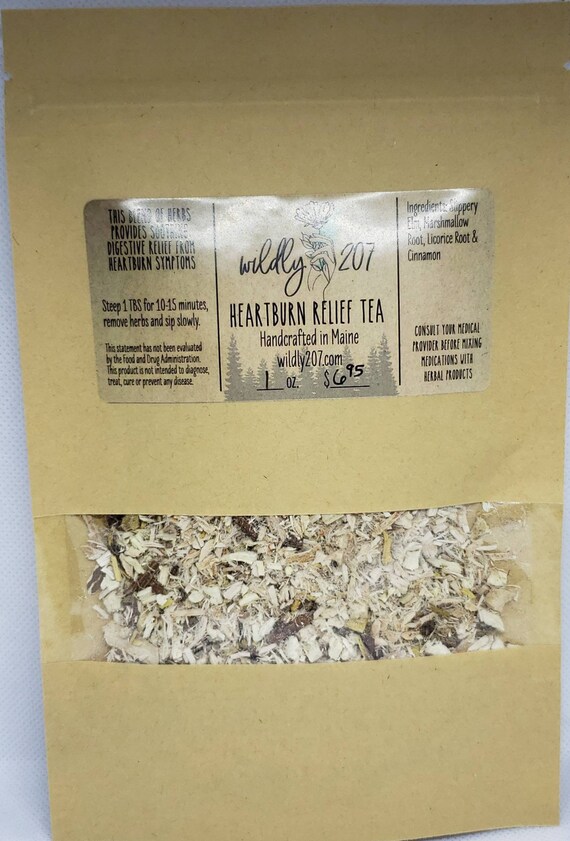 THIS BLEND OF HERBS
PROVIDES SOOTHING
DIGESTIVE RELIEF FROM
HEARTBURN SYMPTOMS
Steep 1 TBS for 10-15 minutes,
remove herbs and sip slowly.
This statement has not been evaluated
by the Food and Drug Administration.
This product is not intended to diagnose,
treat, cure or prevent any disease.
wildly 207
HEARTBURN RELIEF TEA
Handcrafted in Maine
wildly207.com
1 oz. $6.95
Ingredients: Slippery
Elm, Marshmallow
Root, Licorice Root &
Cinnamon
CONSULT YOUR MEDICAL
PROVIDER BEFORE MIXING
MEDICATIONS WITH
HERBAL PRODUCTS